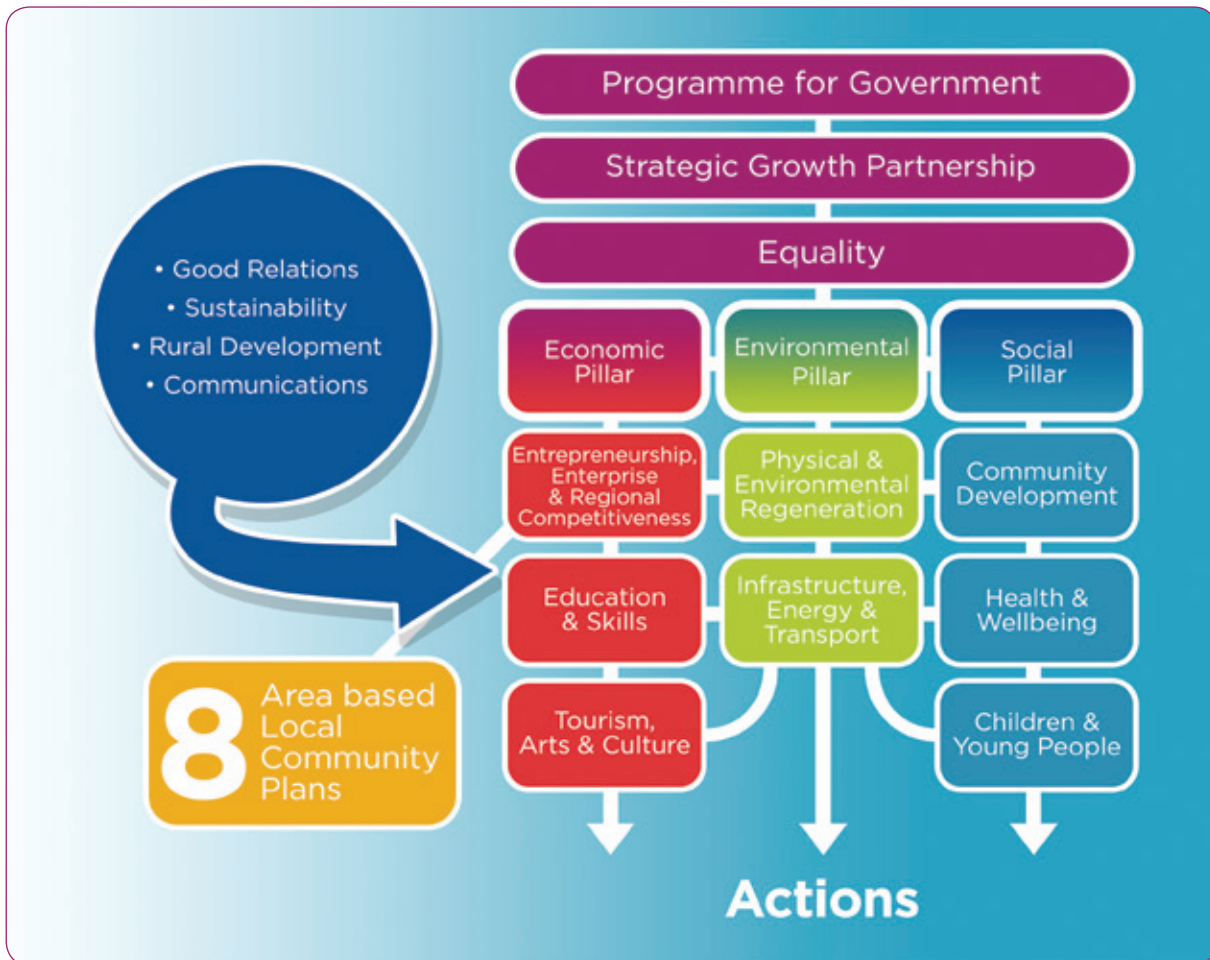 Programme for Government
Strategic Growth Partnership
Equality
• Good Relations
• Sustainability
• Rural Development
• Communications
Economic
Pillar
Environmental
Pillar
Social
Pillar
Entrepreneurship,
Enterprise
& Regional
Competitiveness
Physical &
Environmental
Regeneration
Community
Development
Education
& Skills
Infrastructure,
Energy &
Transport
Health &
Wellbeing
8
Area based
Local
Community
Plans
Tourism,
Arts & Culture
Children &
Young People
Actions